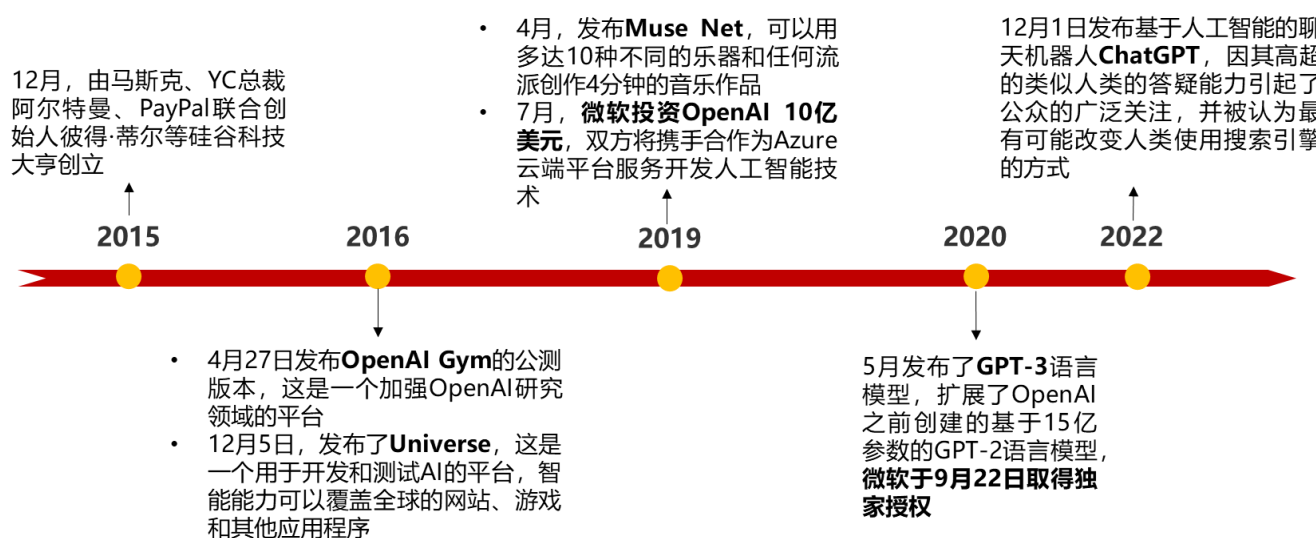 12月，由马斯克、YC总裁
阿尔特曼、PayPal联合创
始人彼得·蒂尔等硅谷科技
大亨创立
• 4月，发布Muse Net，可以用
多达10种不同的乐器和任何流
派创作4分钟的音乐作品
• 7月，微软投资OpenAI 10亿
美元，双方将携手合作为Azure
云端平台服务开发人工智能技
术
12月1日发布基于人工智能的聊
天机器人ChatGPT，因其高超
的类似人类的答疑能力引起了
公众的广泛关注，并被认为最
有可能改变人类使用搜索引擎
的方式
2015
2016
2019
2020
2022
• 4月27日发布OpenAI Gym的公测
版本，这是一个加强OpenAI研究
领域的平台
• 12月5日，发布了Universe，这是
一个用于开发和测试AI的平台，智
能能力可以覆盖全球的网站、游戏
和其他应用程序
5月发布了GPT-3语言
模型，扩展了OpenAI
之前创建的基于15亿
参数的GPT-2语言模型，
微软于9月22日取得独
家授权